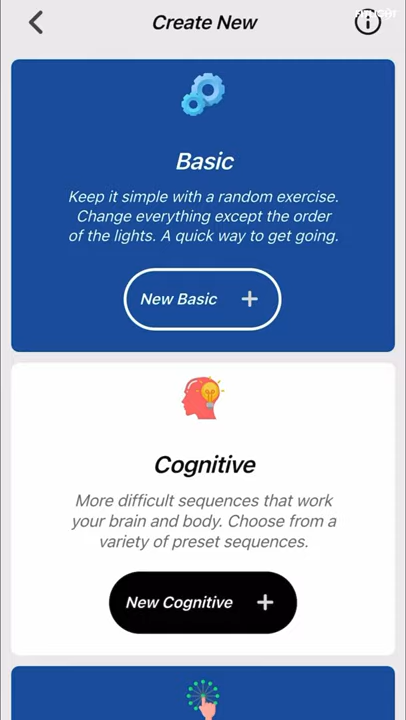 Create New
Basic
Keep it simple with a random exercise.
Change everything except the order
of the lights. A quick way to get going.
New Basic +
Cognitive
More difficult sequences that work
your brain and body. Choose from a
variety of preset sequences.
New Cognitive +